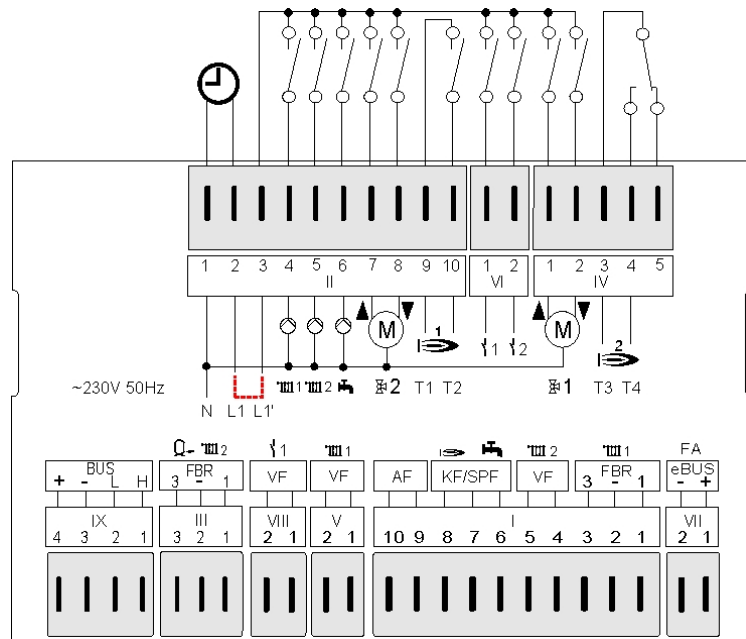 1 2 3 4 5 6 7 8 9 10 1 2 1 2 3 4 5
II VI IV
M 1 1 2 M 2
~230V 50Hz N L1 L1' 1 2 2 T1 T2 1 T3 T4
2 1 1 2 1 FA
BUS FBR VF VF AF KF/SPF VF FBR eBUS
+ - L H 3 - 1 3 - 1 - +
IX III VIII V I VII
4 3 2 1 3 2 1 2 1 2 1 10 9 8 7 6 5 4 3 2 1 2 1